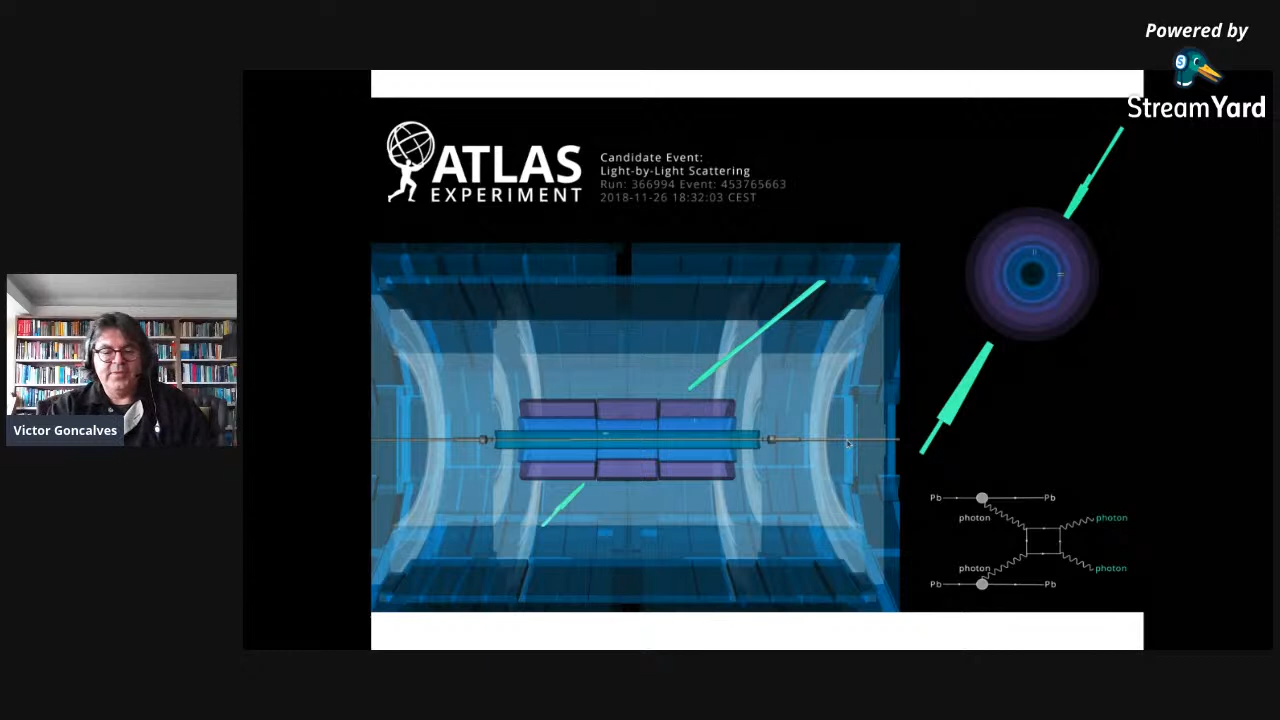 Powered by
StreamYard
ATLAS
EXPERIMENT
Candidate Event:
Light-by-Light Scattering
Run: 366994 Event: 453765663
2018-11-26 18:32:03 CEST
Victor Goncalves
Pb
Pb
photon
photon
photon
photon
Pb
Pb